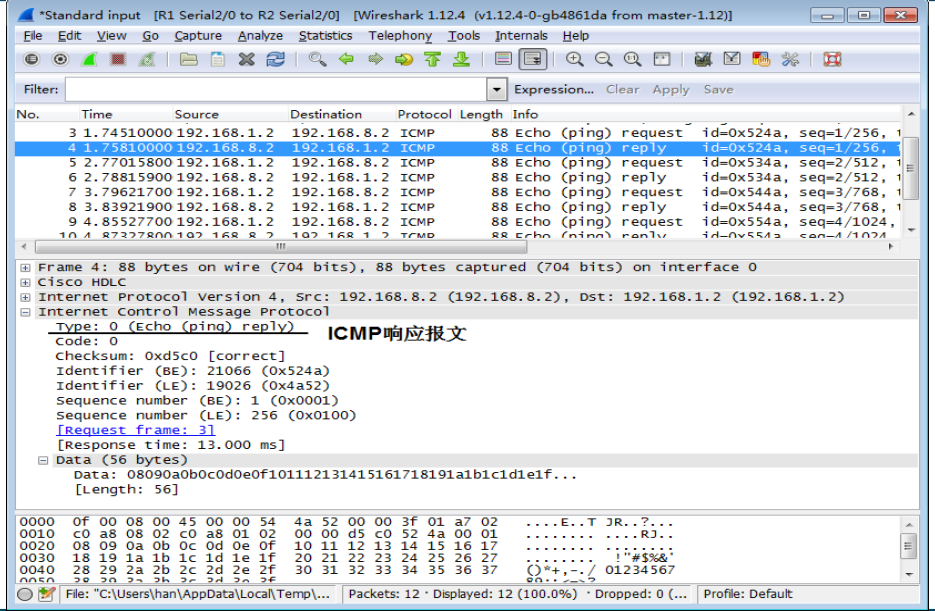 *Standard input   [R1 Serial2/0 to R2 Serial2/0]   [Wireshark 1.12.4  (v1.12.4-0-gb4861da from master-1.12)]
File Edit View Go Capture Analyze Statistics Telephony Tools Internals Help
Filter: Expression... Clear Apply Save
No. Time Source Destination Protocol Length Info
3 1.74510000 192.168.1.2 192.168.8.2 ICMP 88 Echo (ping) request id=0x524a, seq=1/256,
4 1.75810000 192.168.8.2 192.168.1.2 ICMP 88 Echo (ping) reply id=0x524a, seq=1/256,
5 2.77015800 192.168.1.2 192.168.8.2 ICMP 88 Echo (ping) request id=0x534a, seq=2/512,
6 2.78815900 192.168.8.2 192.168.1.2 ICMP 88 Echo (ping) reply id=0x534a, seq=2/512,
7 3.79621700 192.168.1.2 192.168.8.2 ICMP 88 Echo (ping) request id=0x544a, seq=3/768,
8 3.83921900 192.168.8.2 192.168.1.2 ICMP 88 Echo (ping) reply id=0x544a, seq=3/768,
9 4.85527700 192.168.1.2 192.168.8.2 ICMP 88 Echo (ping) request id=0x554a, seq=4/1024,
10 4.87327800 192.168.8.2 192.168.1.2 ICMP 88 Echo (ping) reply id=0x554a, seq=4/1024
Frame 4: 88 bytes on wire (704 bits), 88 bytes captured (704 bits) on interface 0
Cisco HDLC
Internet Protocol Version 4, Src: 192.168.8.2 (192.168.8.2), Dst: 192.168.1.2 (192.168.1.2)
Internet Control Message Protocol
Type: 0 (Echo (ping) reply) ICMP响应报文
Code: 0
Checksum: 0xd5c0 [correct]
Identifier (BE): 21066 (0x524a)
Identifier (LE): 19026 (0x4a52)
Sequence number (BE): 1 (0x0001)
Sequence number (LE): 256 (0x0100)
[Request frame: 3]
[Response time: 13.000 ms]
Data (56 bytes)
Data: 08090a0b0c0d0e0f101112131415161718191a1b1c1d1e1f...
[Length: 56]
0000 0f 00 08 00 45 00 00 54 4a 52 00 00 3f 01 a7 02 ....E..T JR..?...
0010 c0 a8 08 02 c0 a8 01 02 00 00 d5 c0 52 4a 00 01 ........ ....RJ..
0020 08 09 0a 0b 0c 0d 0e 0f 10 11 12 13 14 15 16 17 ........ ........
0030 18 19 1a 1b 1c 1d 1e 1f 20 21 22 23 24 25 26 27 ........ !"#$%&'
0040 28 29 2a 2b 2c 2d 2e 2f 30 31 32 33 34 35 36 37 ()*+,-./ 01234567
0050 38 39 3a 3b 3c 3d 3e 3f 89:;<=>?
File: "C:\Users\han\AppData\Local\Temp\... Packets: 12 · Displayed: 12 (100.0%) · Dropped: 0 (... Profile: Default